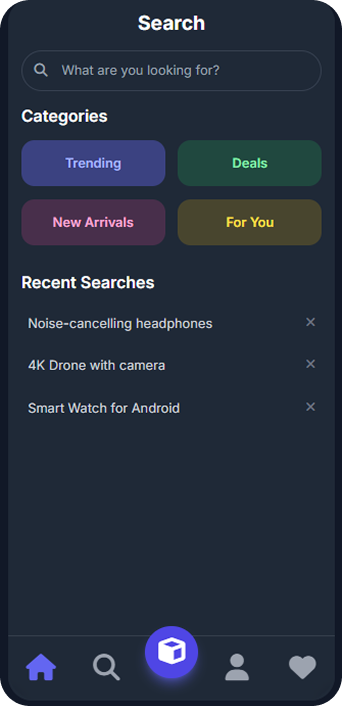 Search
What are you looking for?
Categories
Trending
Deals
New Arrivals
For You
Recent Searches
Noise-cancelling headphones
4K Drone with camera
Smart Watch for Android